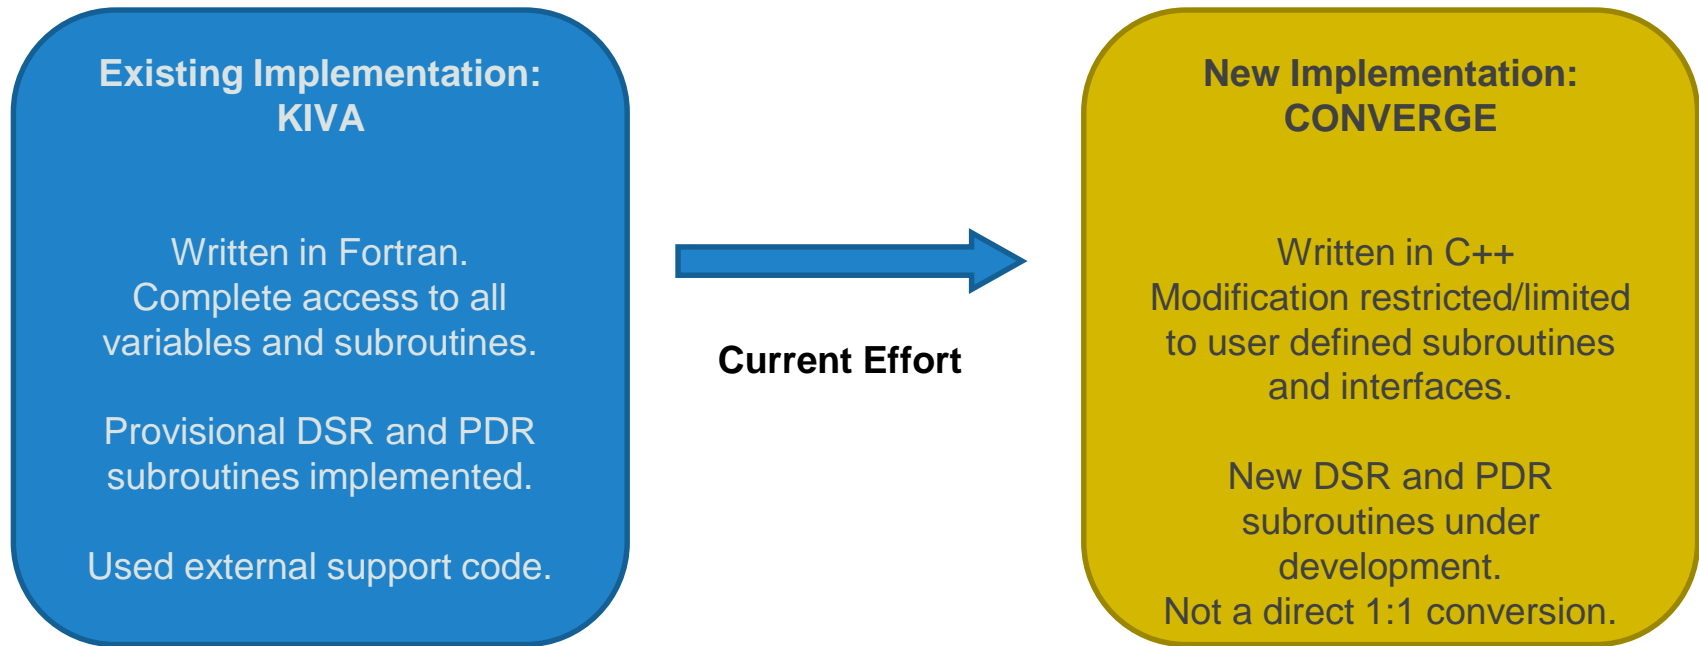 Existing Implementation:
KIVA
Written in Fortran.
Complete access to all
variables and subroutines.
Provisional DSR and PDR
subroutines implemented.
Used external support code.
Current Effort
New Implementation:
CONVERGE
Written in C++
Modification restricted/limited
to user defined subroutines
and interfaces.
New DSR and PDR
subroutines under
development.
Not a direct 1:1 conversion.